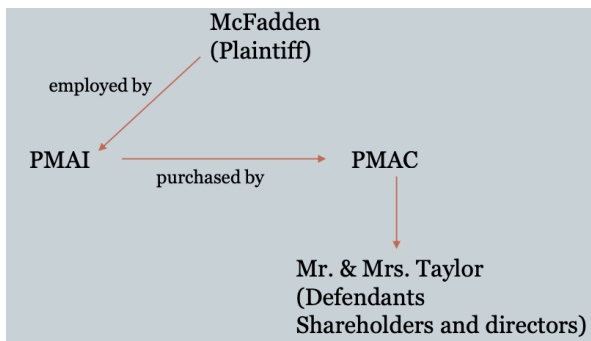 McFadden
(Plaintiff)
employed by
PMAI
PMAC
purchased by
Mr. & Mrs. Taylor
(Defendants
Shareholders and directors)